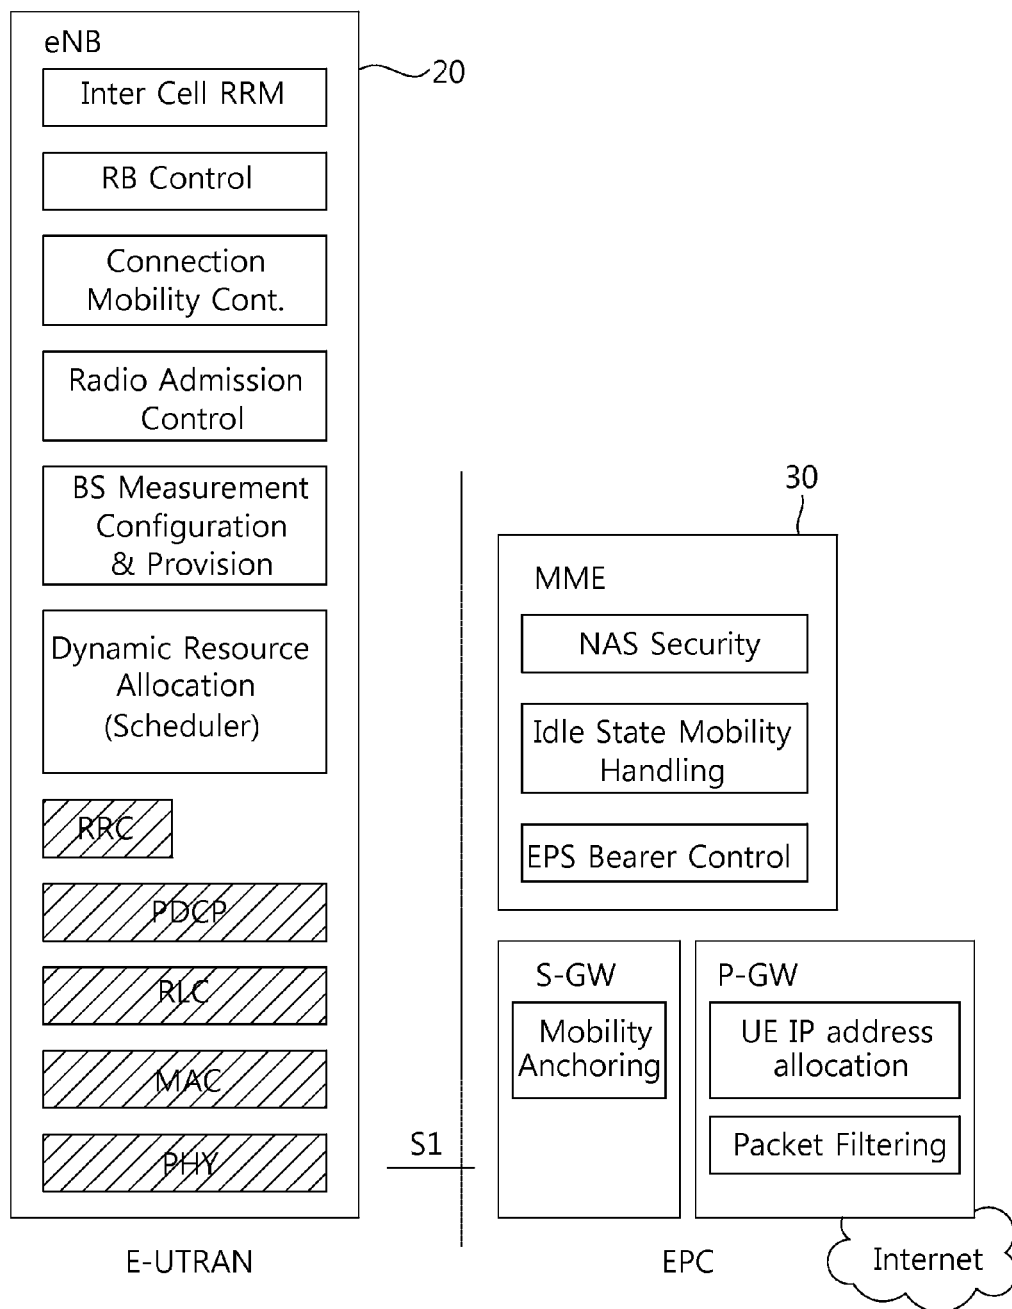 eNB
20
Inter Cell RRM
RB Control
Connection
Mobility Cont.
Radio Admission
Control
BS Measurement
Configuration
& Provision
Dynamic Resource
Allocation
(Scheduler)
RRC
PDCP
RLC
MAC
PHY
E-UTRAN
S1
30
MME
NAS Security
Idle State Mobility
Handling
EPS Bearer Control
S-GW
Mobility
Anchoring
P-GW
UE IP address
allocation
Packet Filtering
EPC
Internet